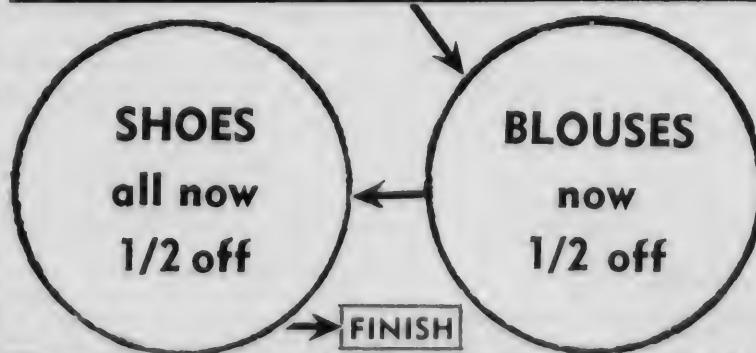 BLOUSES
now
1/2 off
SHOES
all now
1/2 off
FINISH